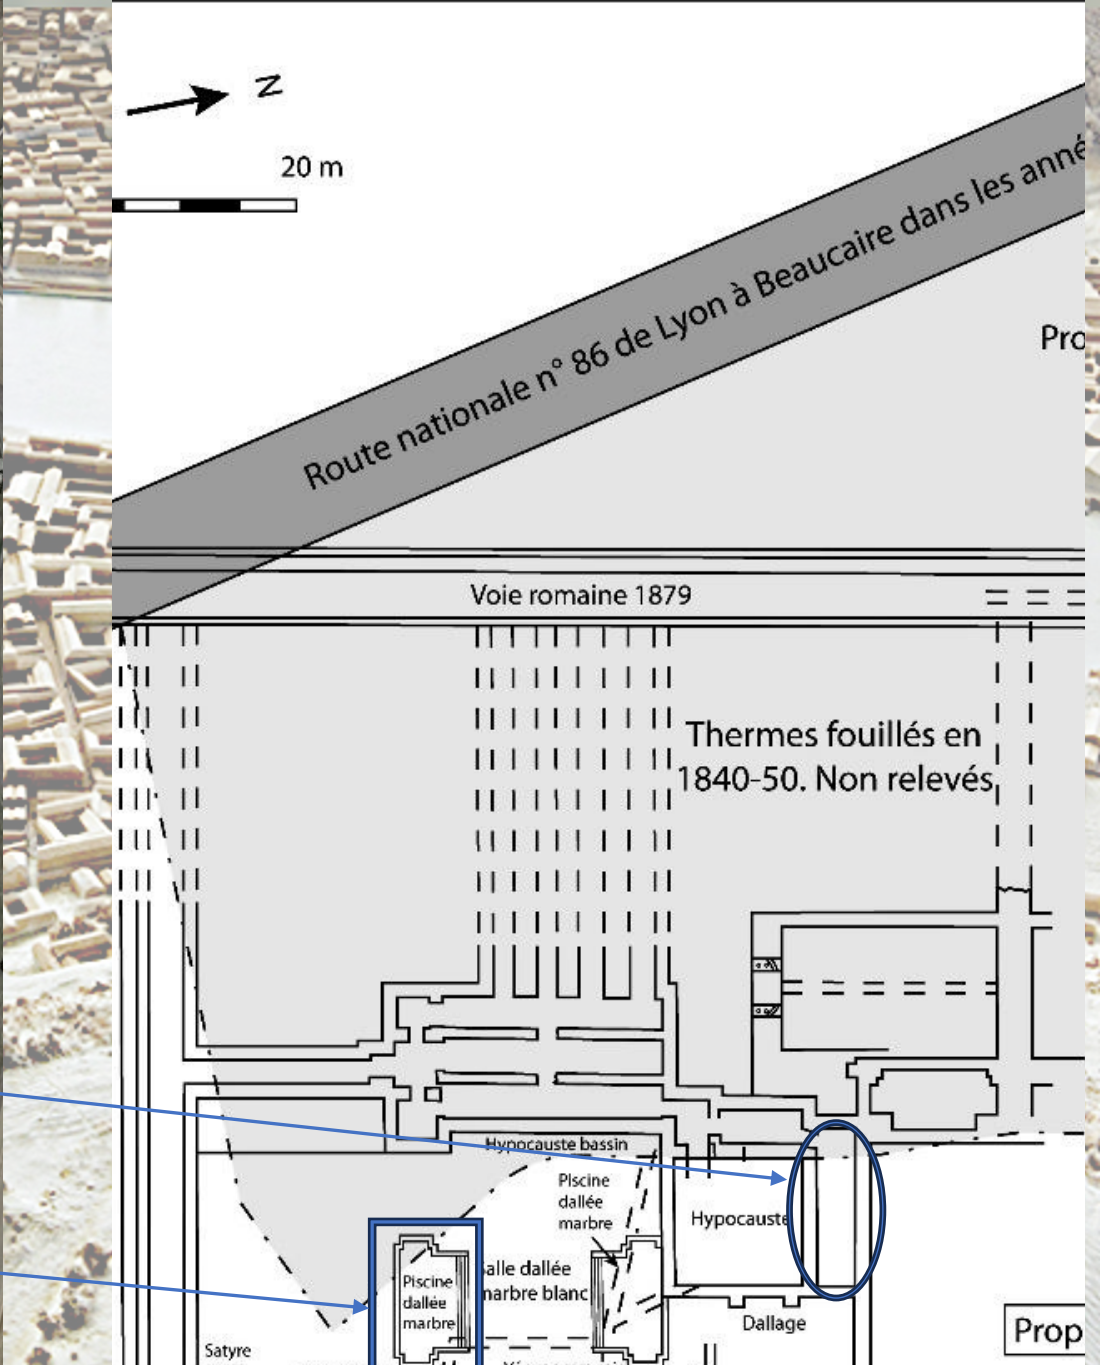 N
20 m
Route nationale n° 86 de Lyon à Beaucaire dans les anné
Pro
Voie romaine 1879
Thermes fouillés en
1840-50. Non relevés
Hypocauste bassin
Piscine
dallée
marbre
Hypocauste
Salle dallée
marbre blanc
Piscine
dallée
marbre
Dallage
Prop
Satyre